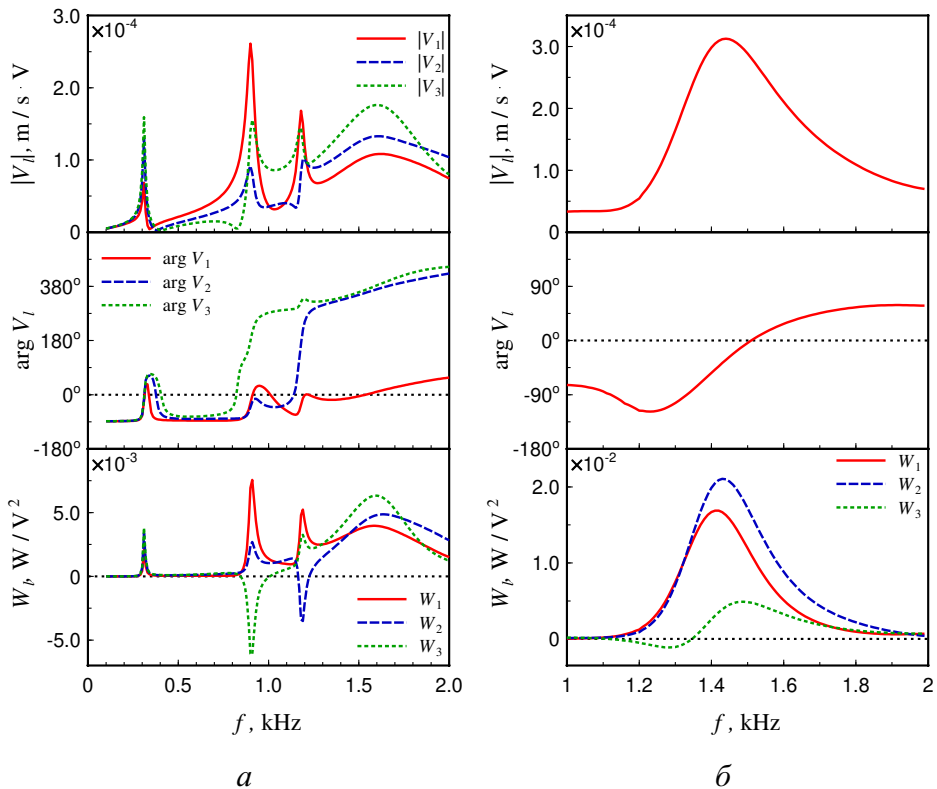 ×10⁻⁴
3.0
2.0
1.0
0
|V₁|
|V₂|
|V₃|
|Vₗ|, m / s · V
arg V₁
arg V₂
arg V₃
360°
180°
0°
-180°
arg Vₗ
×10⁻³
5.0
0
-5.0
W₁
W₂
W₃
Wₗ, W / V²
0 0.5 1.0 1.5 2.0
f , kHz
а
×10⁻⁴
3.0
2.0
1.0
0
|Vₗ|, m / s · V
90°
0°
-90°
-180°
arg Vₗ
×10⁻²
2.0
1.0
0
W₁
W₂
W₃
Wₗ, W / V²
1 1.2 1.4 1.6 1.8 2
f , kHz
б